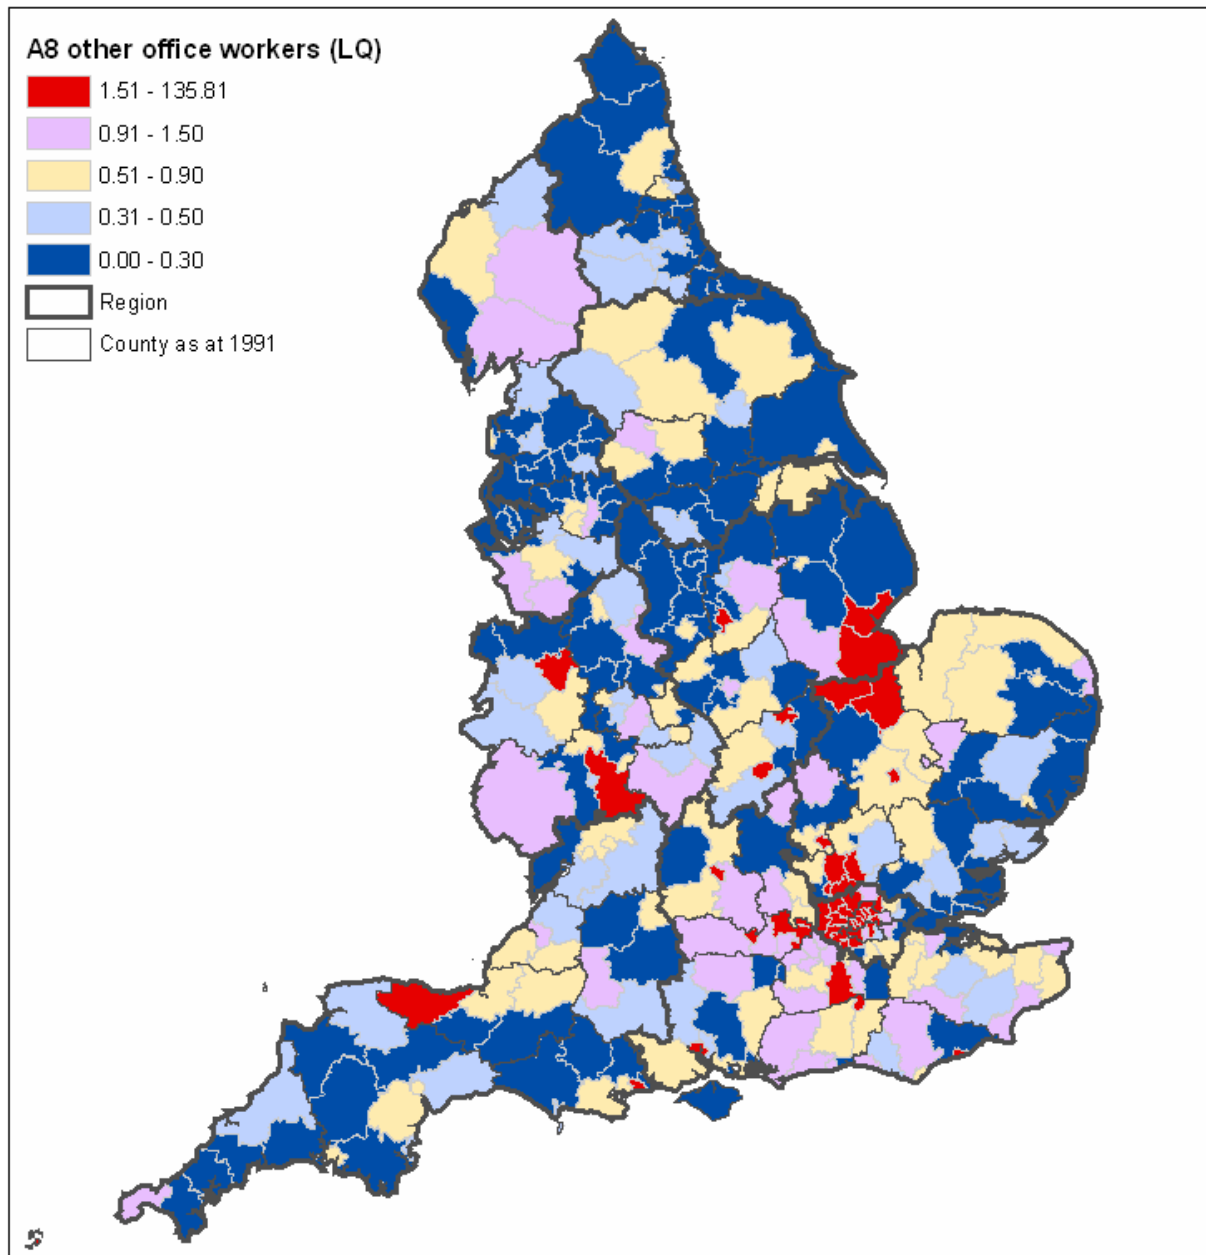 A8 other office workers (LQ)
1.51 - 135.81
0.91 - 1.50
0.51 - 0.90
0.31 - 0.50
0.00 - 0.30
Region
County as at 1991